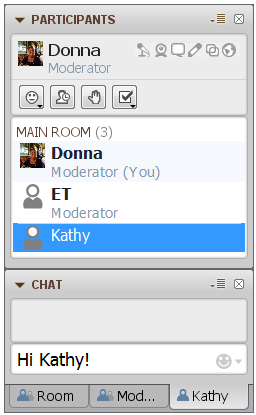 PARTICIPANTS
Donna
Moderator
MAIN ROOM (3)
Donna
Moderator (You)
ET
Moderator
Kathy
CHAT
Hi Kathy!
Room Mod... Kathy